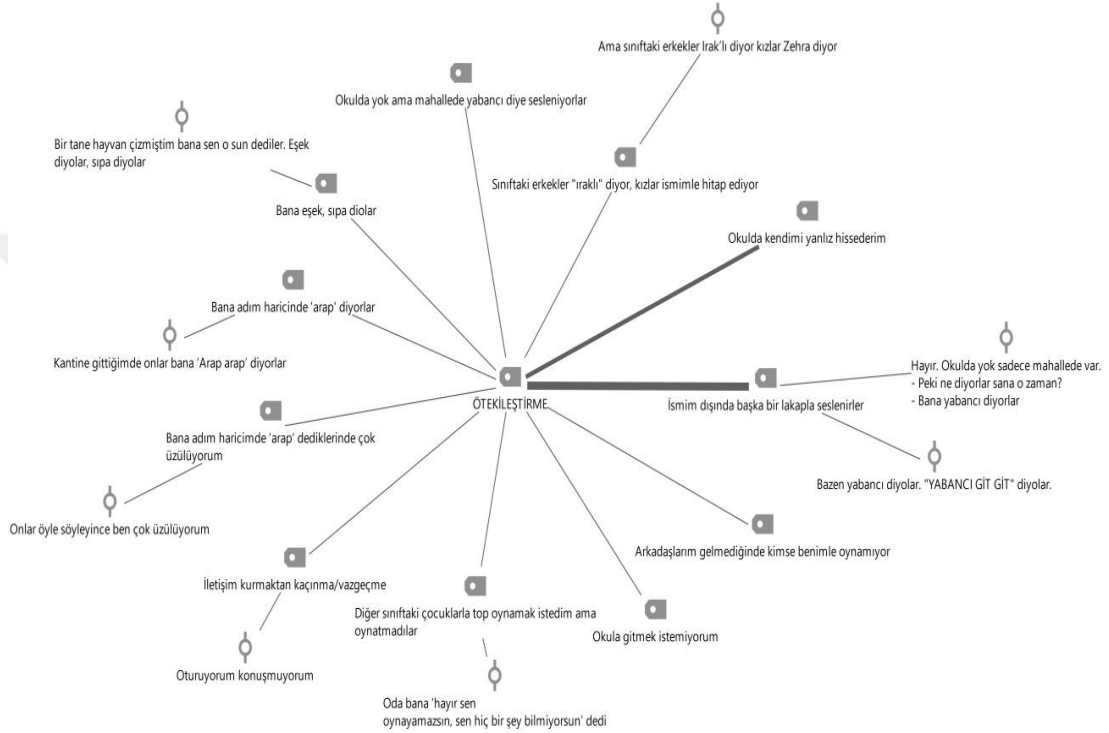 Ama sınıftaki erkekler Irak'lı diyor kızlar Zehra diyor
Okulda yok ama mahallede yabancı diye sesleniyorlar
Bir tane hayvan çizmiştim bana sen o sun dediler. Eşek
diyolar, sıpa diyolar
Sınıftaki erkekler "ıraklı" diyor, kızlar ismimle hitap ediyor
Bana eşek, sıpa diolar
Okulda kendimi yanlız hissederim
Bana adım haricinde 'arap' diyorlar
Kantine gittiğimde onlar bana 'Arap arap' diyorlar
Hayır. Okulda yok sadece mahallede var.
- Peki ne diyorlar sana o zaman?
- Bana yabancı diyorlar
ÖTEKİLEŞTİRME
İsmim dışında başka bir lakapla seslenirler
Bana adım haricimde 'arap' dediklerinde çok
üzülüyorum
Bazen yabancı diyolar. "YABANCI GİT GİT" diyolar.
Onlar öyle söyleyince ben çok üzülüyorum
Arkadaşlarım gelmediğinde kimse benimle oynamıyor
İletişim kurmaktan kaçınma/vazgeçme
Diğer sınıftaki çocuklarla top oynamak istedim ama
oynatmadılar
Okula gitmek istemiyorum
Oturuyorum konuşmuyorum
Oda bana 'hayır sen
oynayamazsın, sen hiç bir şey bilmiyorsun' dedi